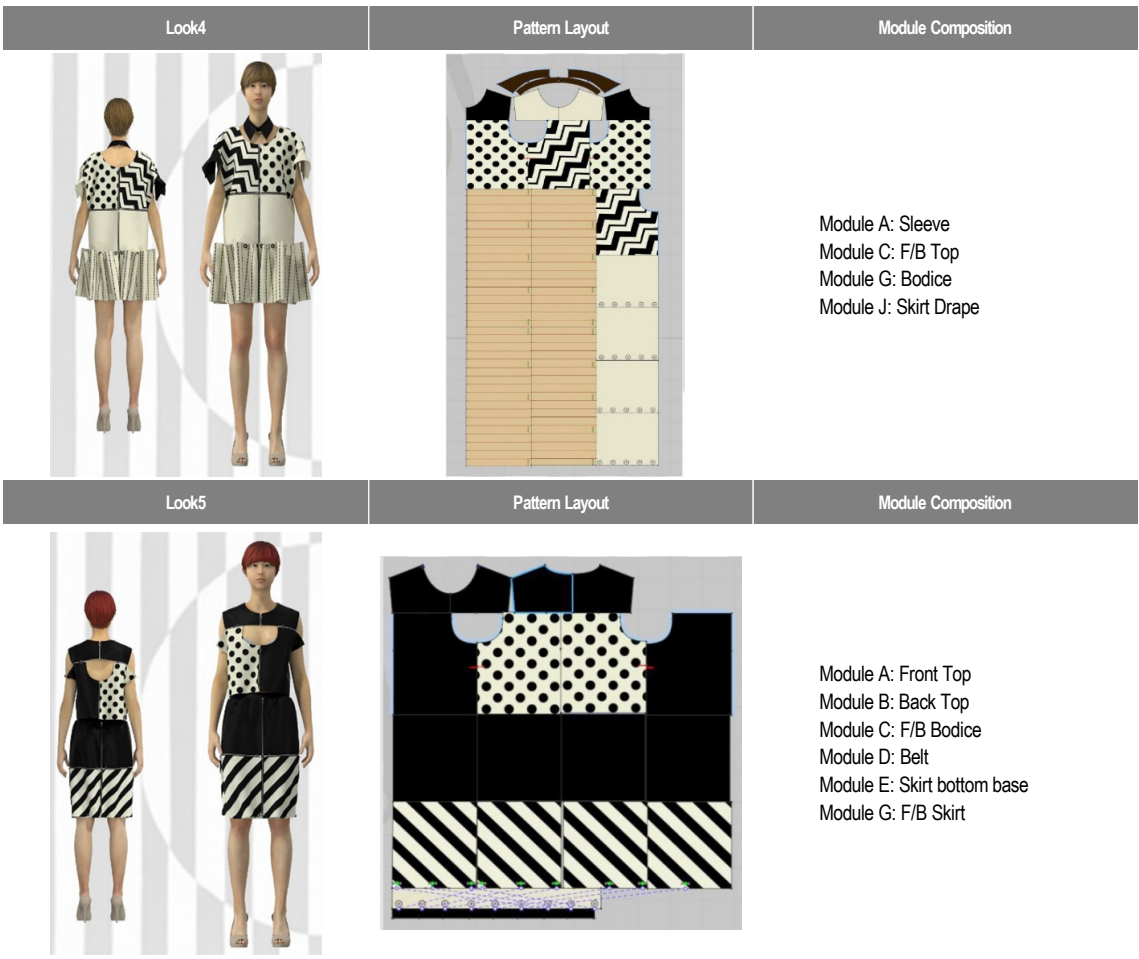 Look4 Pattern Layout Module Composition
Module A: Sleeve
Module C: F/B Top
Module G: Bodice
Module J: Skirt Drape
Look5 Pattern Layout Module Composition
Module A: Front Top
Module B: Back Top
Module C: F/B Bodice
Module D: Belt
Module E: Skirt bottom base
Module G: F/B Skirt